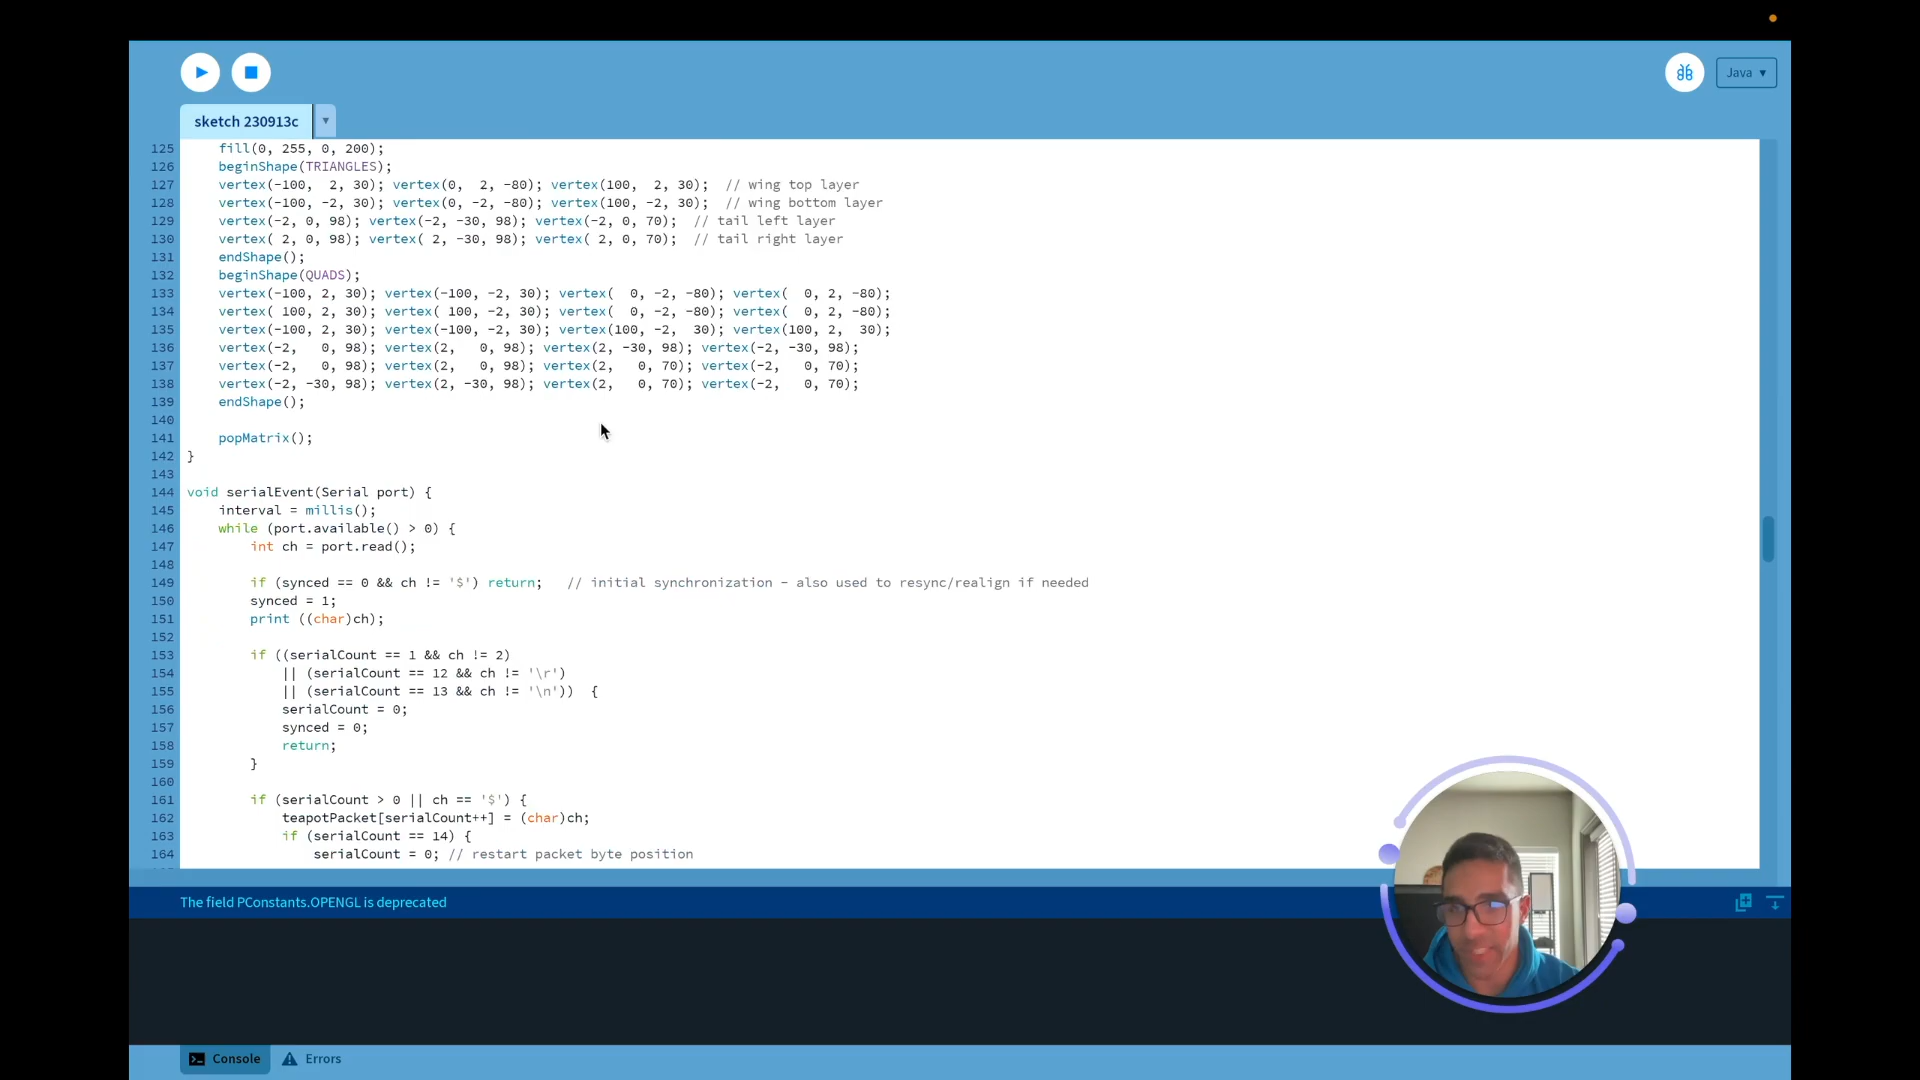 Java ▾
sketch 230913c ▾
125 fill(0, 255, 0, 200);
126 beginShape(TRIANGLES);
127 vertex(-100,  2, 30); vertex(0,  2, -80); vertex(100,  2, 30);  // wing top layer
128 vertex(-100, -2, 30); vertex(0, -2, -80); vertex(100, -2, 30);  // wing bottom layer
129 vertex(-2, 0, 98); vertex(-2, -30, 98); vertex(-2, 0, 70);  // tail left layer
130 vertex( 2, 0, 98); vertex( 2, -30, 98); vertex( 2, 0, 70);  // tail right layer
131 endShape();
132 beginShape(QUADS);
133 vertex(-100, 2, 30); vertex(-100, -2, 30); vertex(  0, -2, -80); vertex(  0, 2, -80);
134 vertex( 100, 2, 30); vertex( 100, -2, 30); vertex(  0, -2, -80); vertex(  0, 2, -80);
135 vertex(-100, 2, 30); vertex(-100, -2, 30); vertex(100, -2,  30); vertex(100, 2,  30);
136 vertex(-2,   0, 98); vertex(2,   0, 98); vertex(2, -30, 98); vertex(-2, -30, 98);
137 vertex(-2,   0, 98); vertex(2,   0, 98); vertex(2,   0, 70); vertex(-2,   0, 70);
138 vertex(-2, -30, 98); vertex(2, -30, 98); vertex(2,   0, 70); vertex(-2,   0, 70);
139 endShape();
140
141 popMatrix();
142 }
143
144 void serialEvent(Serial port) {
145 interval = millis();
146 while (port.available() > 0) {
147 int ch = port.read();
148
149 if (synced == 0 && ch != '$') return;   // initial synchronization - also used to resync/realign if needed
150 synced = 1;
151 print ((char)ch);
152
153 if ((serialCount == 1 && ch != 2)
154 || (serialCount == 12 && ch != '\r')
155 || (serialCount == 13 && ch != '\n'))  {
156 serialCount = 0;
157 synced = 0;
158 return;
159 }
160
161 if (serialCount > 0 || ch == '$') {
162 teapotPacket[serialCount++] = (char)ch;
163 if (serialCount == 14) {
164 serialCount = 0; // restart packet byte position
The field PConstants.OPENGL is deprecated
Console Errors